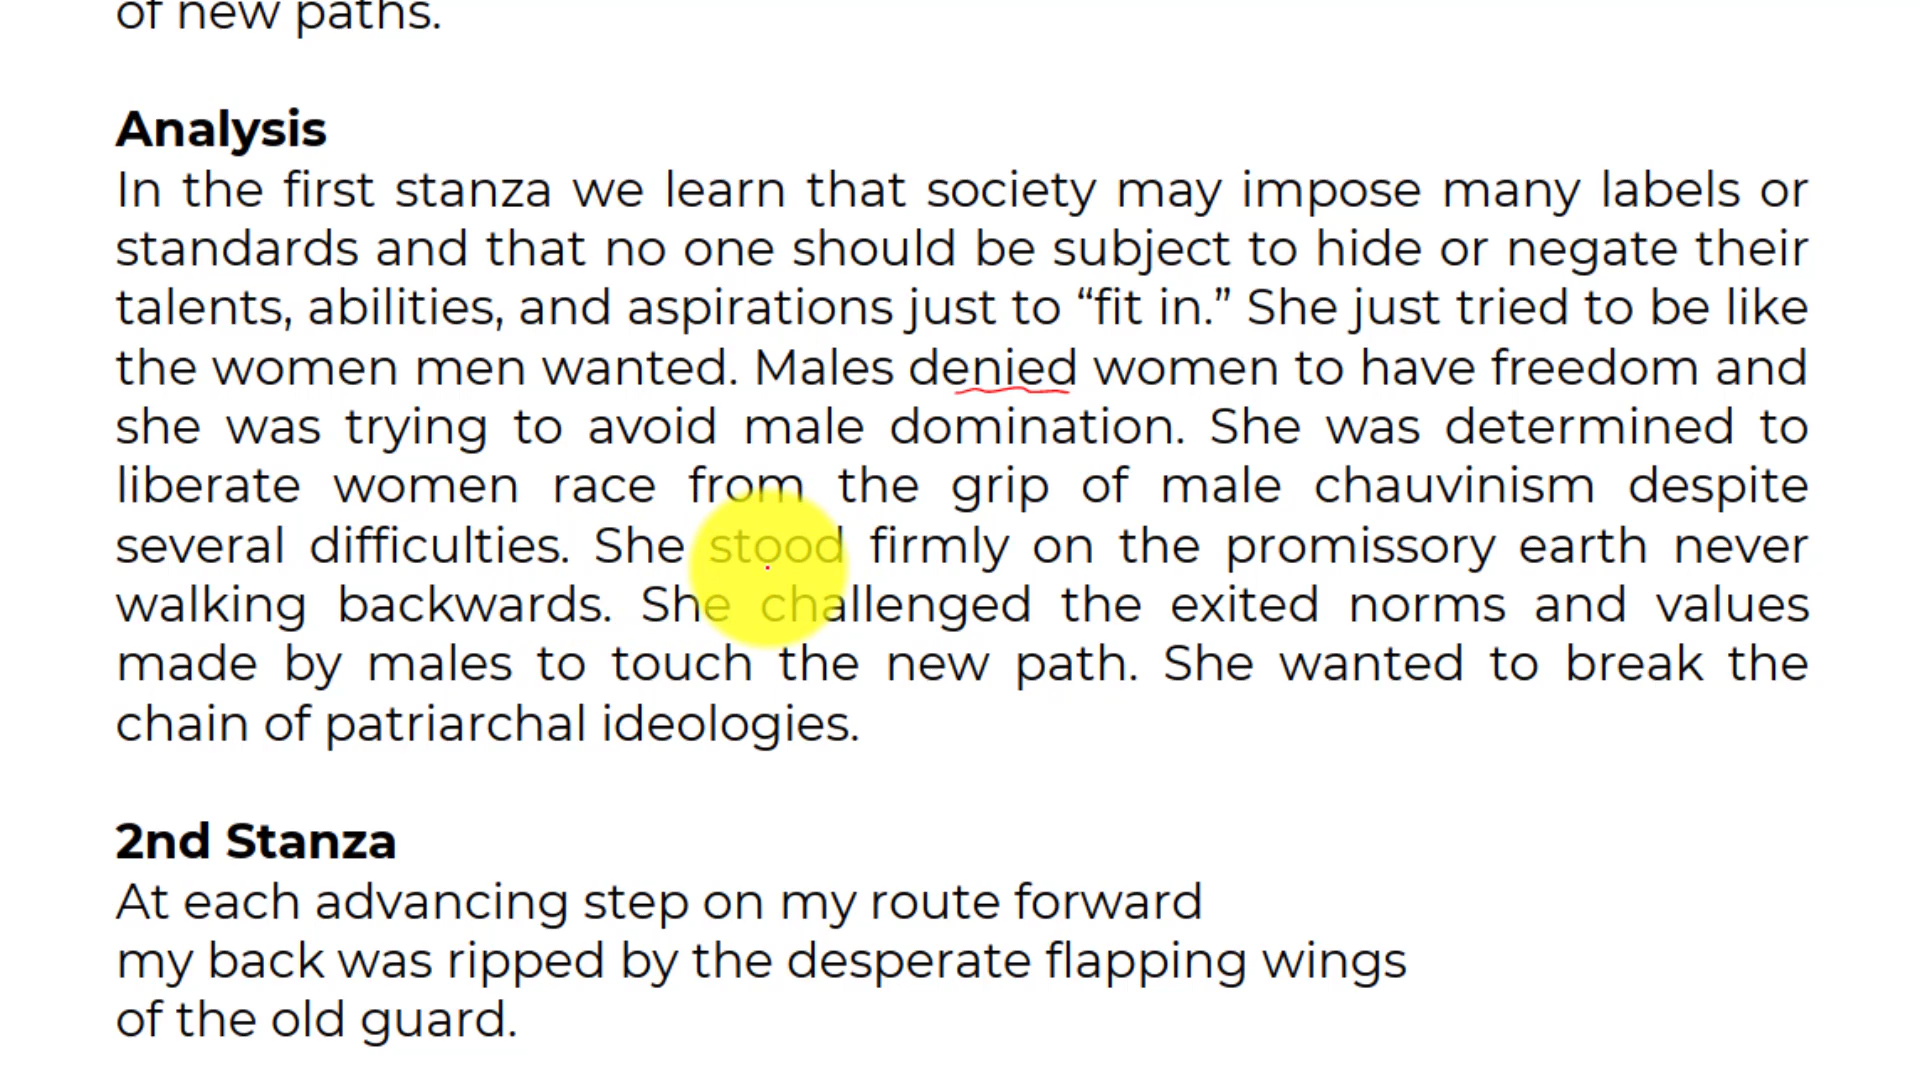 of new paths.
Analysis
In the first stanza we learn that society may impose many labels or
standards and that no one should be subject to hide or negate their
talents, abilities, and aspirations just to “fit in.” She just tried to be like
the women men wanted. Males denied women to have freedom and
she was trying to avoid male domination. She was determined to
liberate women race from the grip of male chauvinism despite
several difficulties. She stood firmly on the promissory earth never
walking backwards. She challenged the exited norms and values
made by males to touch the new path. She wanted to break the
chain of patriarchal ideologies.
2nd Stanza
At each advancing step on my route forward
my back was ripped by the desperate flapping wings
of the old guard.